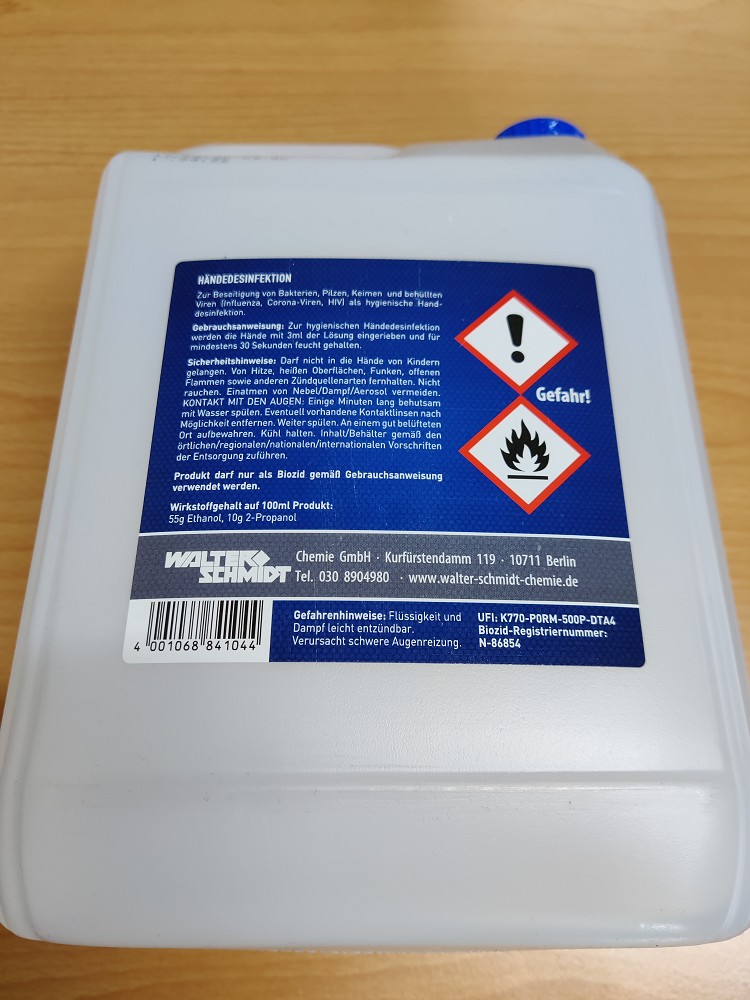 HÄNDEDESINFEKTION
Zur Beseitigung von Bakterien, Pilzen, Keimen und behüllten
Viren (Influenza, Corona-Viren, HIV) als hygienische Hand-
desinfektion.
Gebrauchsanweisung: Zur hygienischen Händedesinfektion
werden die Hände mit 3ml der Lösung eingerieben und für
mindestens 30 Sekunden feucht gehalten.
Sicherheitshinweise: Darf nicht in die Hände von Kindern
gelangen. Von Hitze, heißen Oberflächen, Funken, offenen
Flammen sowie anderen Zündquellenarten fernhalten. Nicht
rauchen. Einatmen von Nebel/Dampf/Aerosol vermeiden.
KONTAKT MIT DEN AUGEN: Einige Minuten lang behutsam
mit Wasser spülen. Eventuell vorhandene Kontaktlinsen nach
Möglichkeit entfernen. Weiter spülen. An einem gut belüfteten
Ort aufbewahren. Kühl halten. Inhalt/Behälter gemäß den
örtlichen/regionalen/nationalen/internationalen Vorschriften
der Entsorgung zuführen.
Produkt darf nur als Biozid gemäß Gebrauchsanweisung
verwendet werden.
Wirkstoffgehalt auf 100ml Produkt:
55g Ethanol, 10g 2-Propanol
Gefahr!
WALTER
SCHMIDT
Chemie GmbH · Kurfürstendamm 119 · 10711 Berlin
Tel. 030 8904980 · www.walter-schmidt-chemie.de
4 001068 841044
Gefahrenhinweise: Flüssigkeit und
Dampf leicht entzündbar.
Verursacht schwere Augenreizung.
UFI: K770-P0RM-500P-DTA4
Biozid-Registriernummer:
N-86854